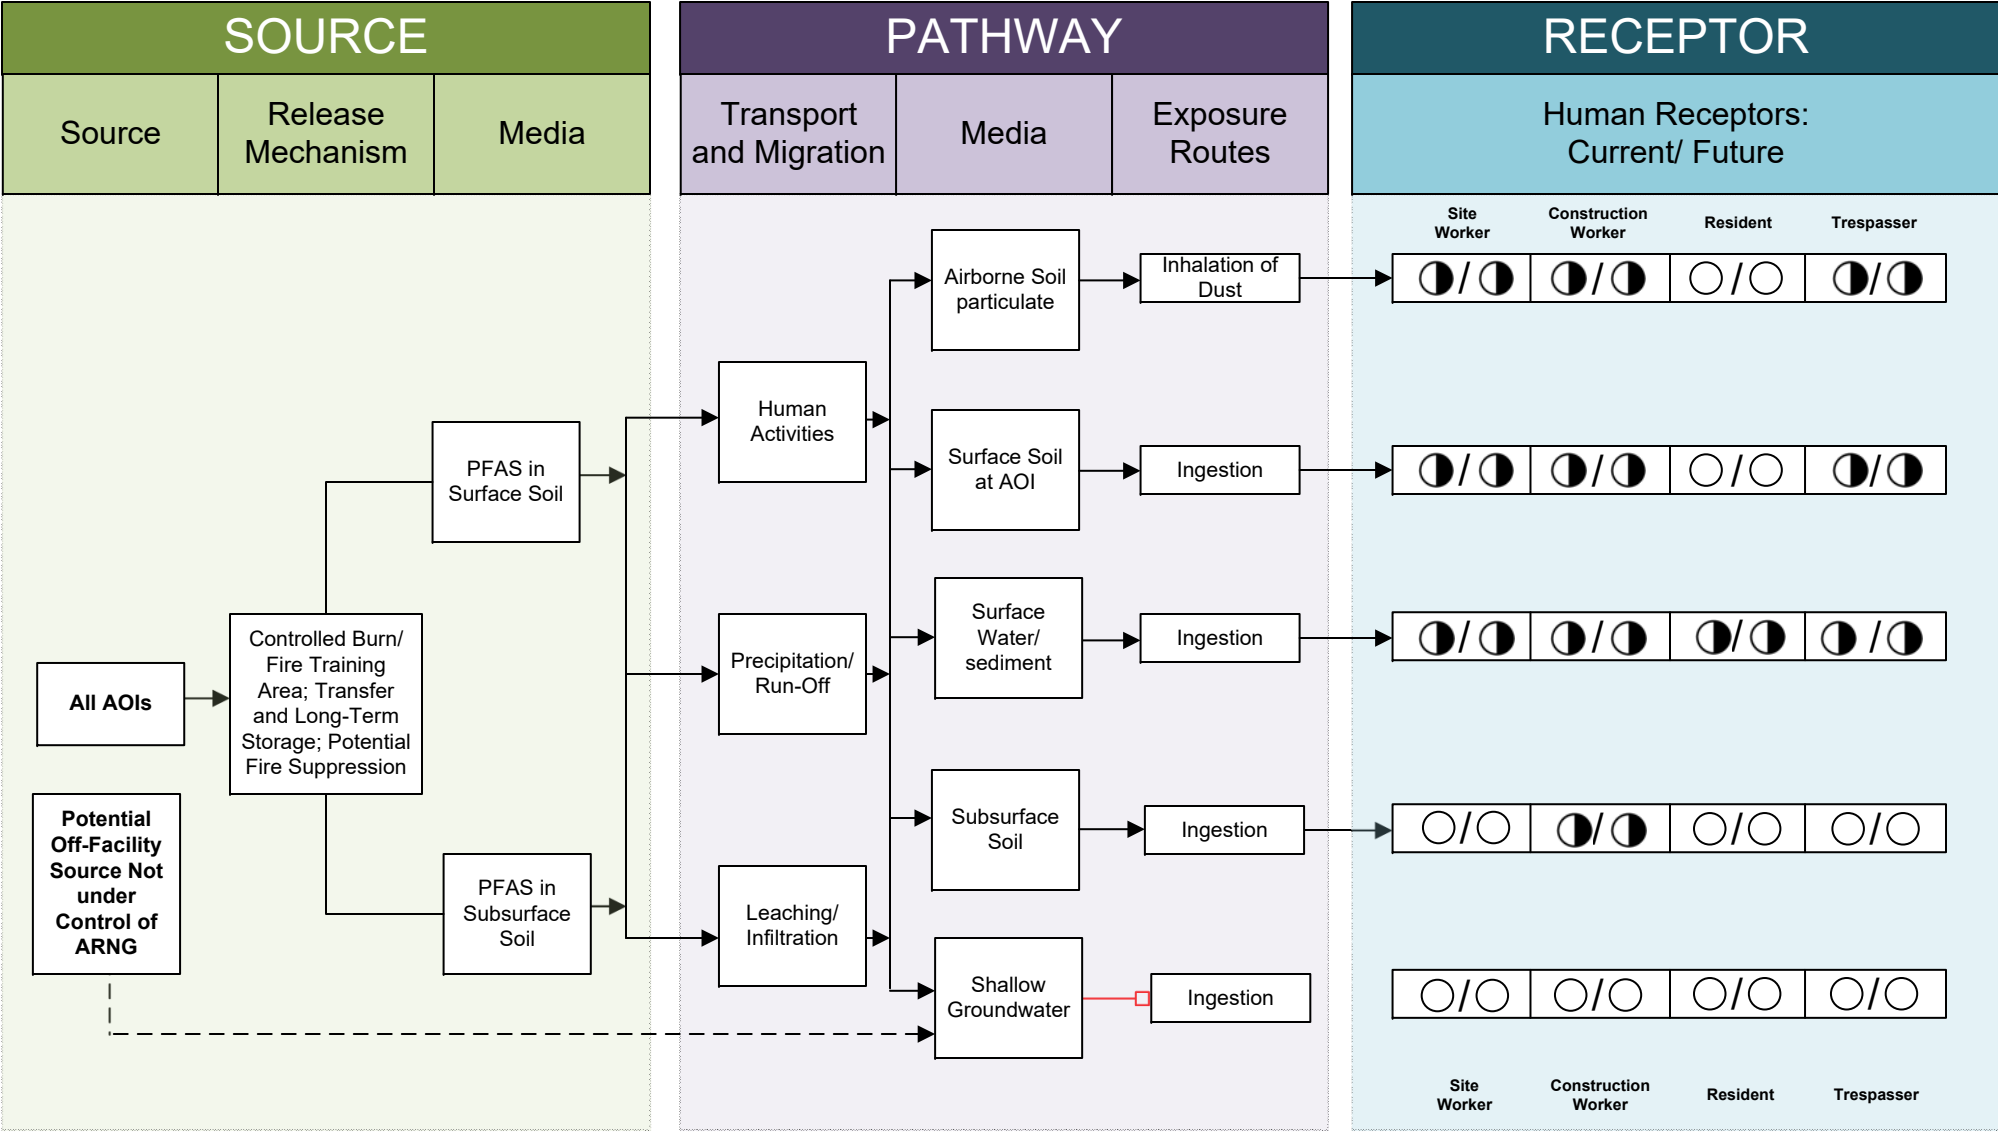 SOURCE
PATHWAY
RECEPTOR
Source
Release
Mechanism
Media
Transport
and Migration
Media
Exposure
Routes
Human Receptors:
Current/ Future
Site
Worker
Construction
Worker
Resident
Trespasser
Airborne Soil
particulate
Inhalation of
Dust
/
/
/
/
Human
Activities
PFAS in
Surface Soil
Surface Soil
at AOI
Ingestion
/
/
/
/
All AOIs
Controlled Burn/
Fire Training
Area; Transfer
and Long-Term
Storage; Potential
Fire Suppression
Precipitation/
Run-Off
Surface
Water/
sediment
Ingestion
/
/
/
/
Potential
Off-Facility
Source Not
under
Control of
ARNG
PFAS in
Subsurface
Soil
Leaching/
Infiltration
Subsurface
Soil
Ingestion
/
/
/
/
Shallow
Groundwater
Ingestion
/
/
/
/
Site
Worker
Construction
Worker
Resident
Trespasser